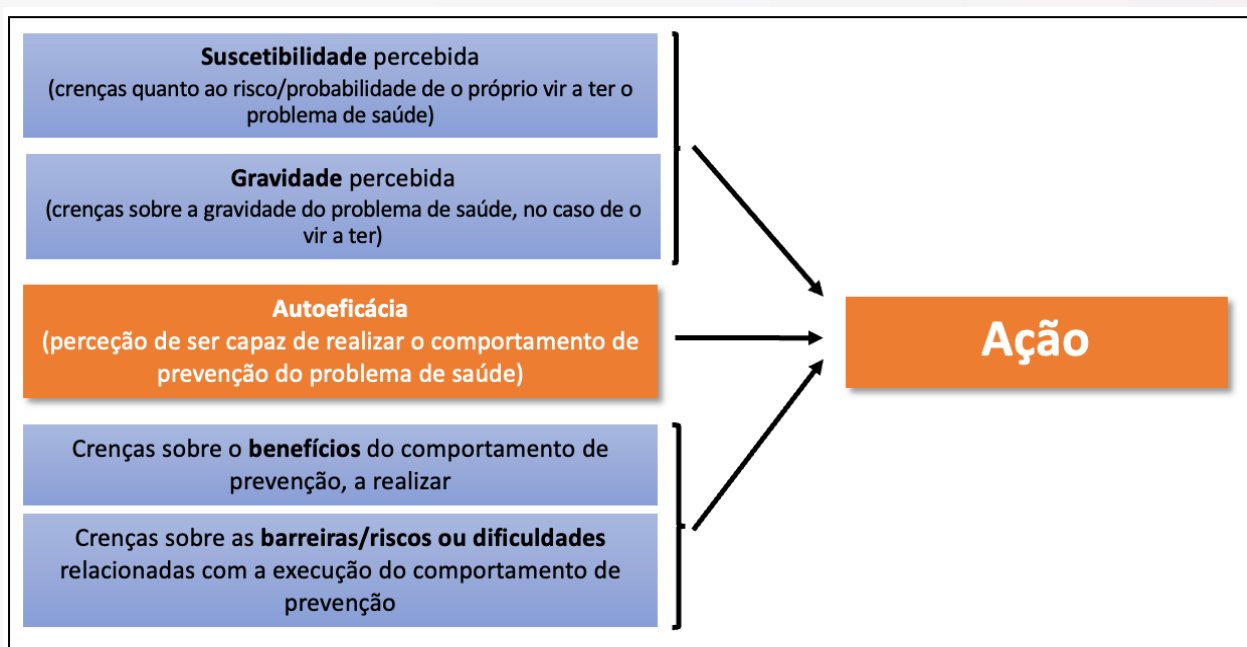 Suscetibilidade percebida
(crenças quanto ao risco/probabilidade de o próprio vir a ter o
problema de saúde)
Gravidade percebida
(crenças sobre a gravidade do problema de saúde, no caso de o
vir a ter)
Autoeficácia
(perceção de ser capaz de realizar o comportamento de
prevenção do problema de saúde)
Ação
Crenças sobre o benefícios do comportamento de
prevenção, a realizar
Crenças sobre as barreiras/riscos ou dificuldades
relacionadas com a execução do comportamento de
prevenção